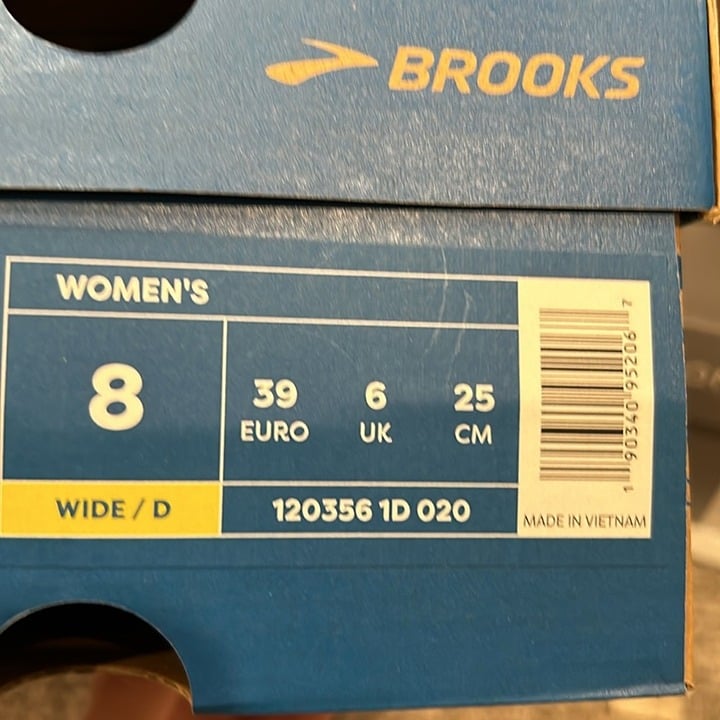 BROOKS
WOMEN'S
8
39 6 25
EURO UK CM
WIDE / D
120356 1D 020
1 90340 95206 7
MADE IN VIETNAM